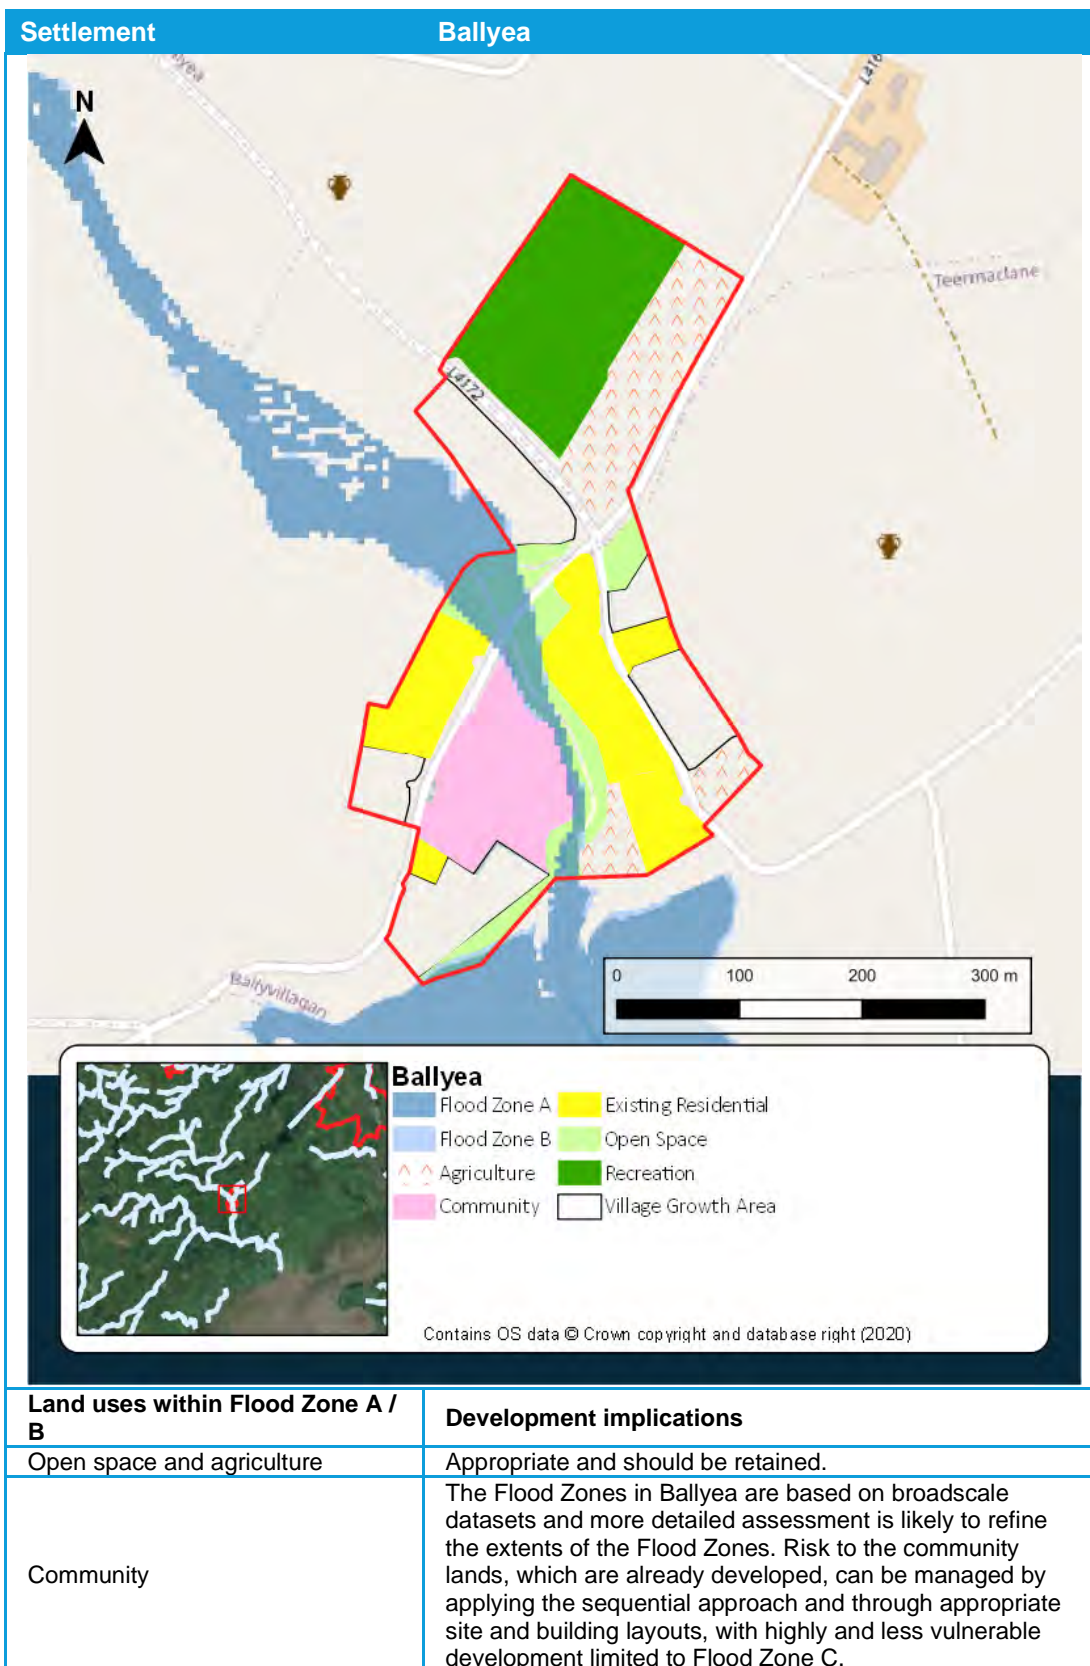 Settlement Ballyea
yea
L416
N
Teermaclane
L4172
Ballyvillagan
0 100 200 300 m
Ballyea
Flood Zone A Existing Residential
Flood Zone B Open Space
Agriculture Recreation
Community Village Growth Area
Contains OS data © Crown copyright and database right (2020)
Land uses within Flood Zone A /
B
Development implications
Open space and agriculture Appropriate and should be retained.
Community
The Flood Zones in Ballyea are based on broadscale
datasets and more detailed assessment is likely to refine
the extents of the Flood Zones. Risk to the community
lands, which are already developed, can be managed by
applying the sequential approach and through appropriate
site and building layouts, with highly and less vulnerable
development limited to Flood Zone C.